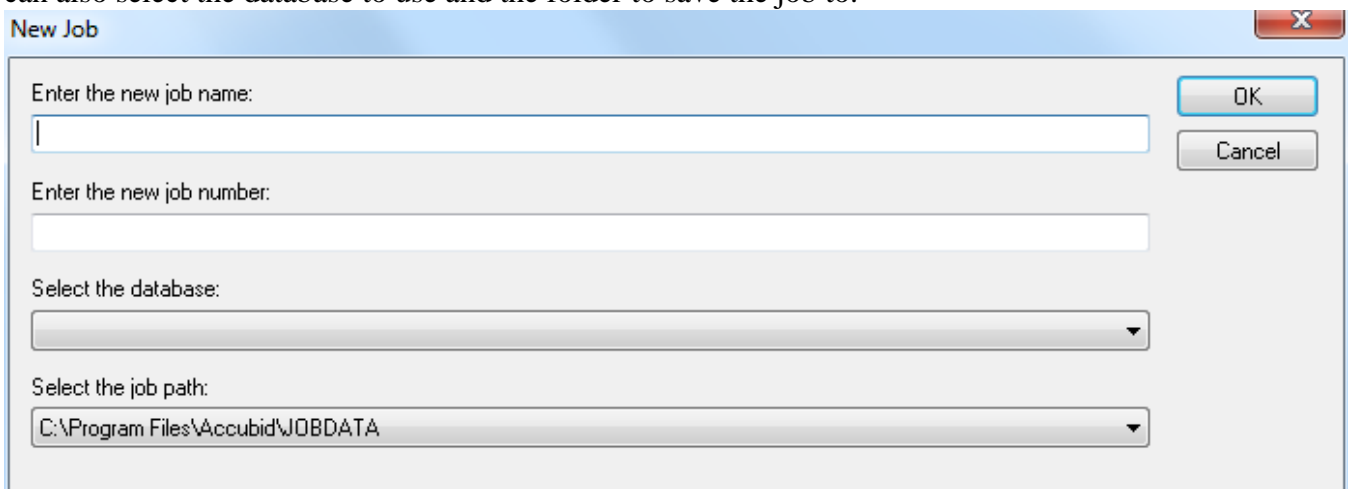 can also select the database to use and the folder to save the job to.
New Job
Enter the new job name:
OK
Cancel
Enter the new job number:
Select the database:
Select the job path:
C:\Program Files\Accubid\JOBDATA